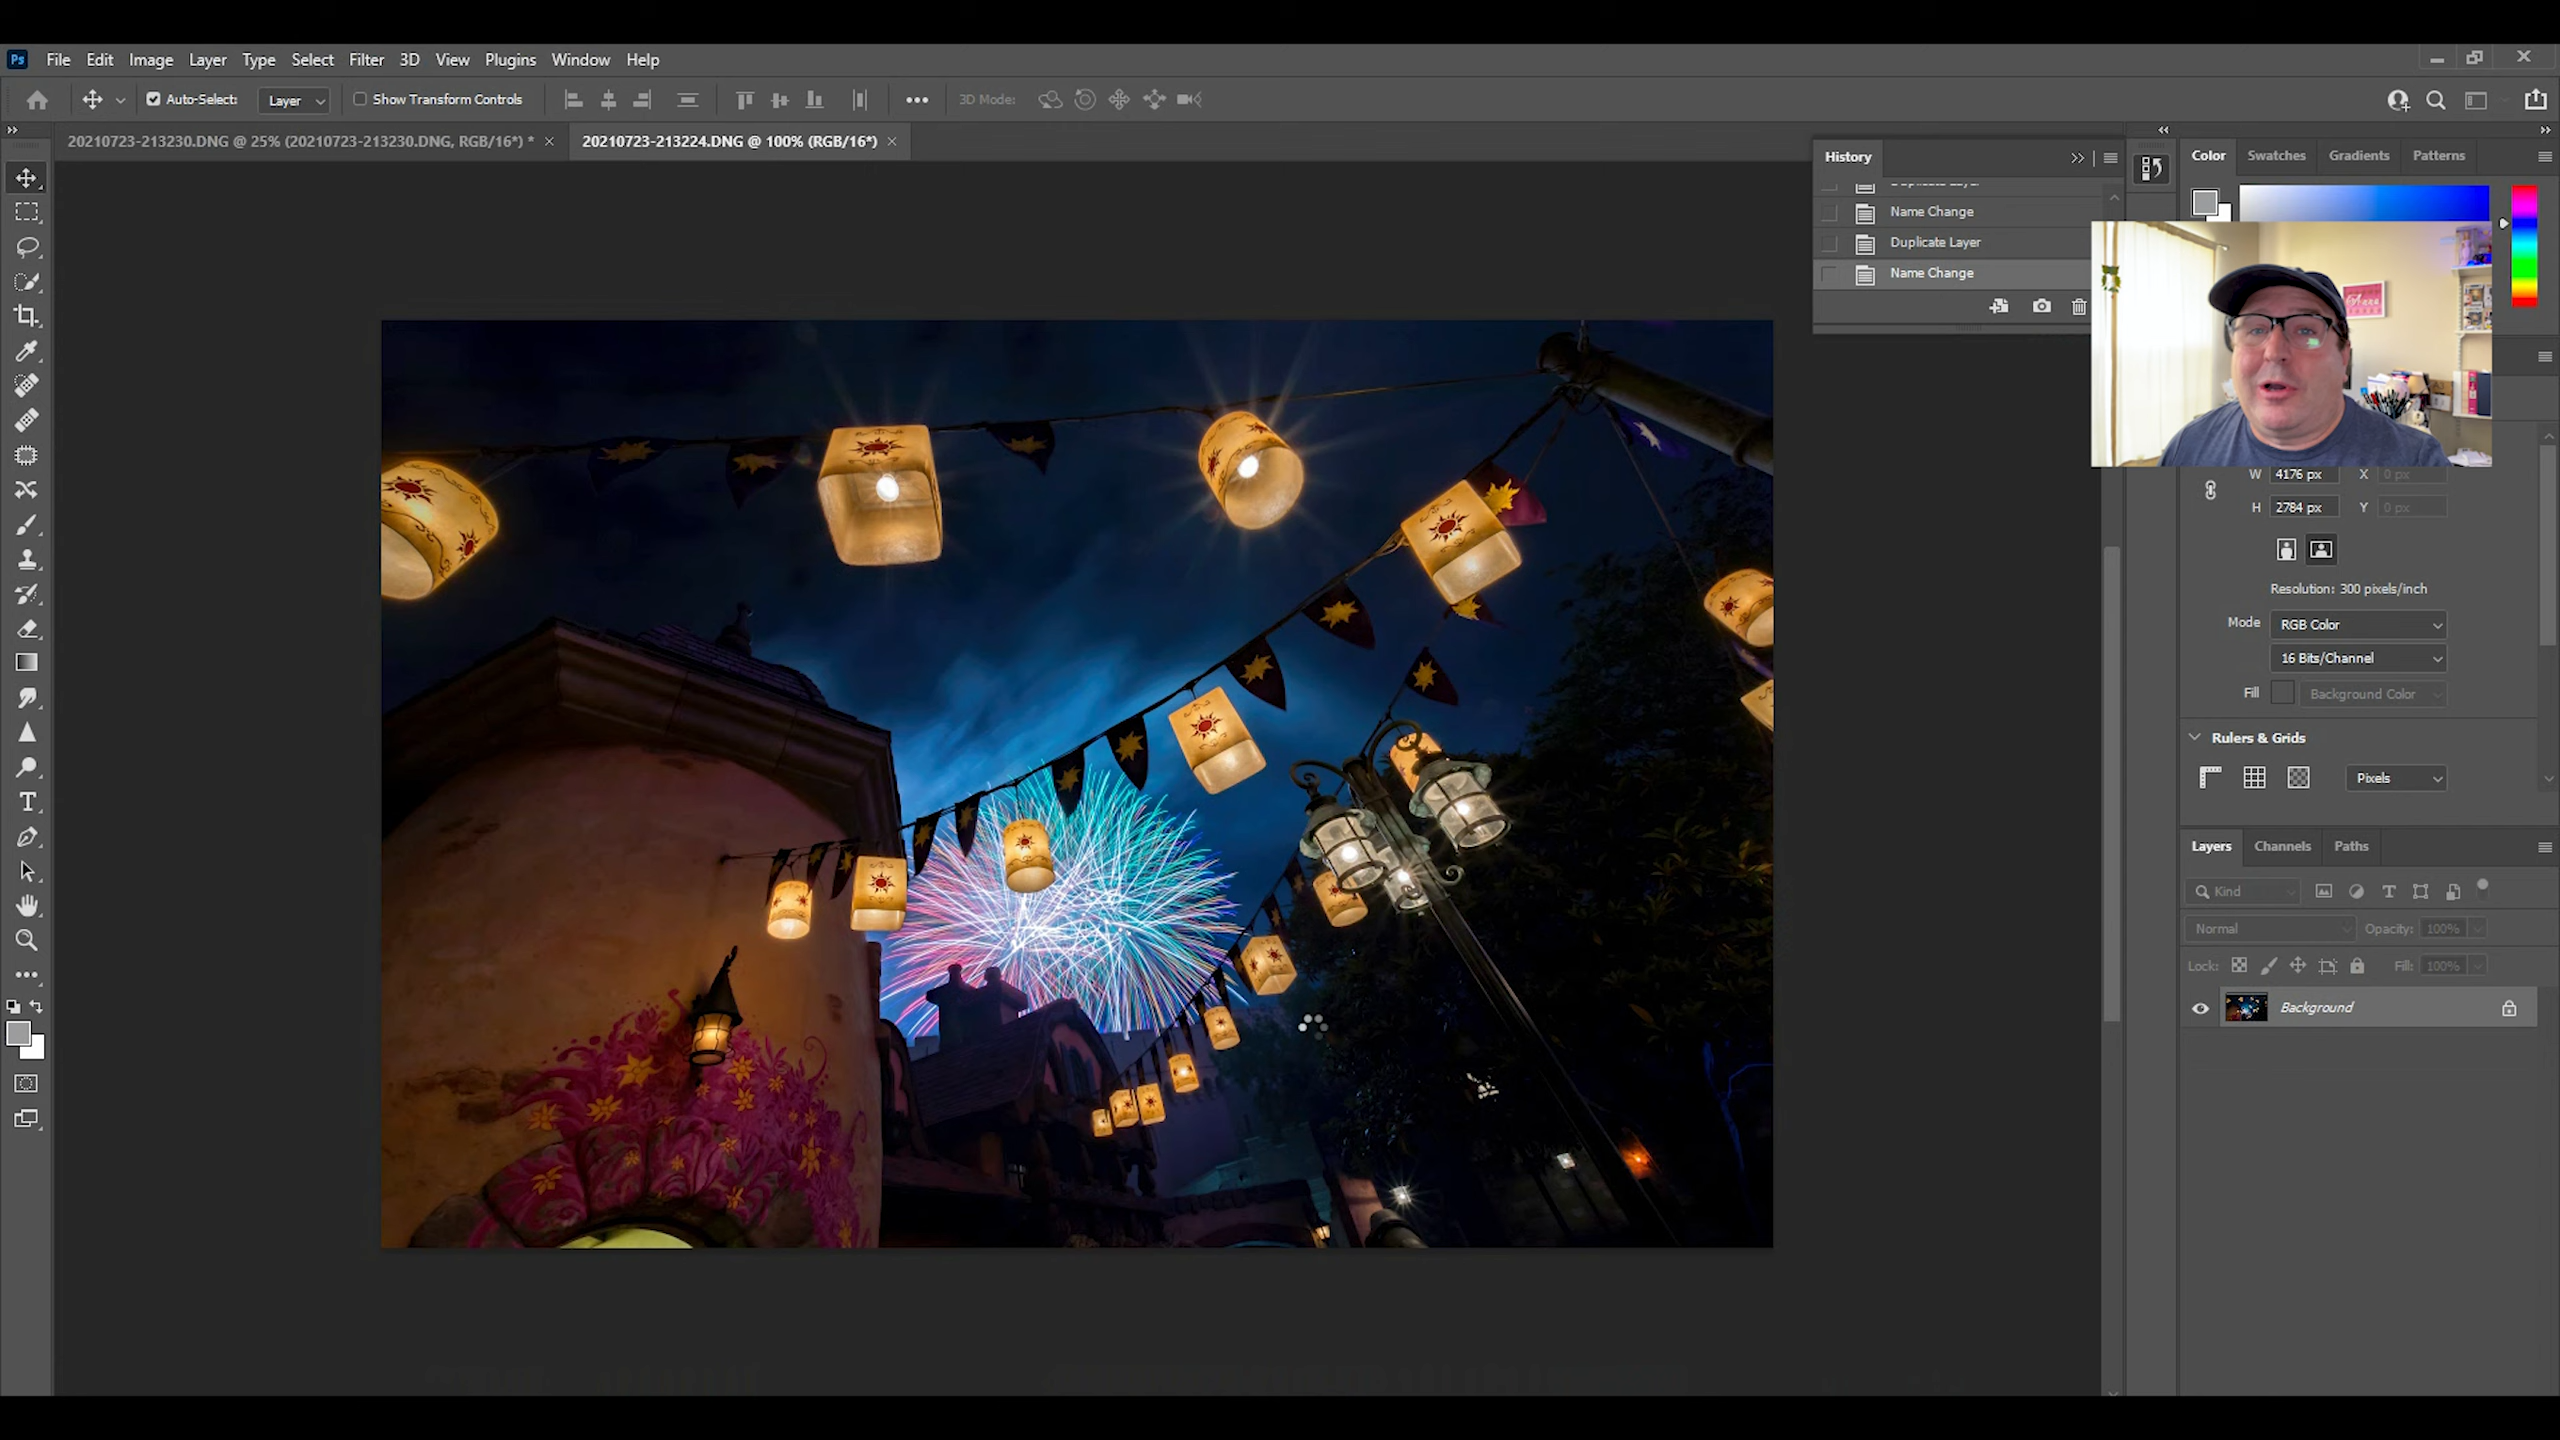 Ps File Edit Image Layer Type Select Filter 3D View Plugins Window Help
Auto-Select: Layer Show Transform Controls 3D Mode:
20210723-213230.DNG @ 25% (20210723-213230.DNG, RGB/16*) * ×
20210723-213224.DNG @ 100% (RGB/16*) ×
History
Duplicate Layer
Name Change
Duplicate Layer
Name Change
Color Swatches Gradients Patterns
Anna
W 4176 px X 0 px
H 2784 px Y 0 px
Resolution: 300 pixels/inch
Mode RGB Color
16 Bits/Channel
Fill Background Color
Rulers & Grids
Pixels
Layers Channels Paths
Kind
Normal Opacity: 100%
Lock: Fill: 100%
Background